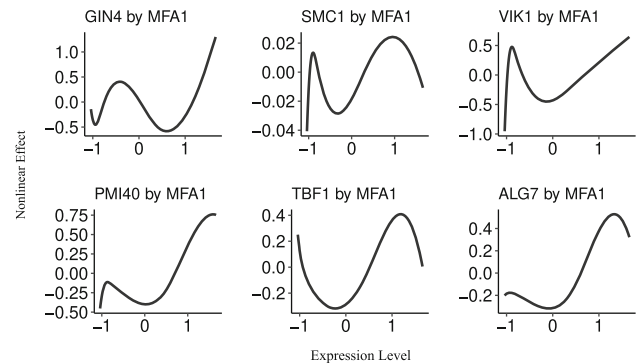 GIN4 by MFA1 SMC1 by MFA1 VIK1 by MFA1
1.0 0.02 0.5
0.5 0.00 0.0
0.0 −0.02 −0.5
−0.5 −0.04 −1.0
−1 0 1 −1 0 1 −1 0 1
Nonlinear Effect
PMI40 by MFA1 TBF1 by MFA1 ALG7 by MFA1
0.75 0.4 0.4
0.50 0.2 0.2
0.25 0.0 0.0
0.00 −0.2 −0.2
−0.25
−0.50
−1 0 1 −1 0 1 −1 0 1
Expression Level